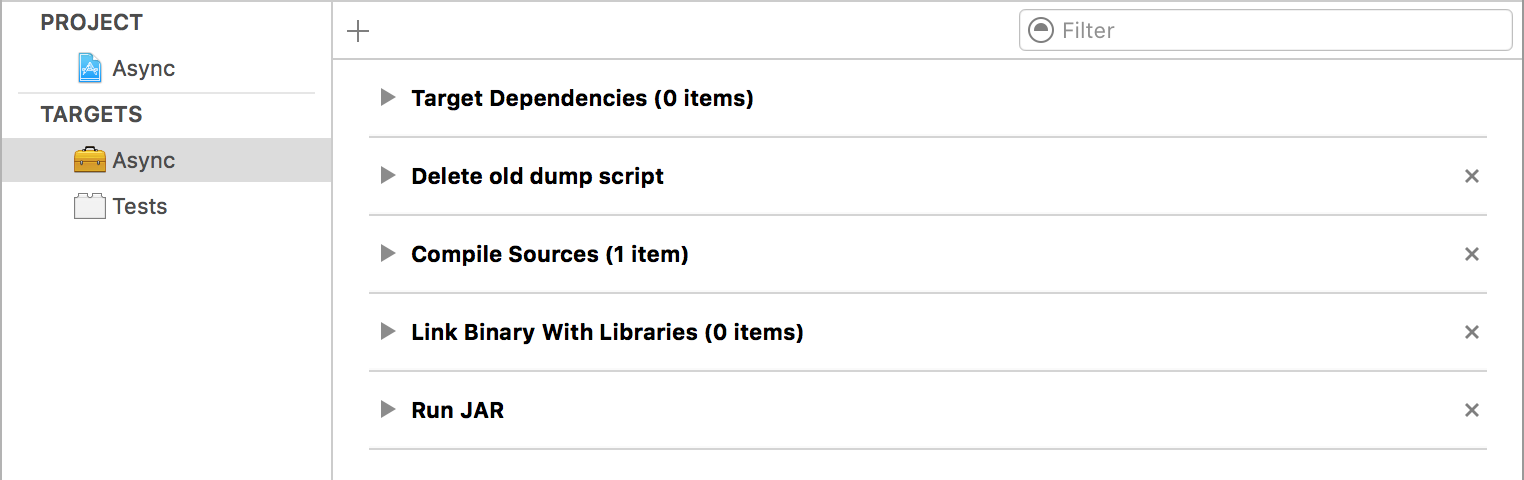 PROJECT
Async
TARGETS
Async
Tests
Filter
Target Dependencies (0 items)
Delete old dump script
Compile Sources (1 item)
Link Binary With Libraries (0 items)
Run JAR